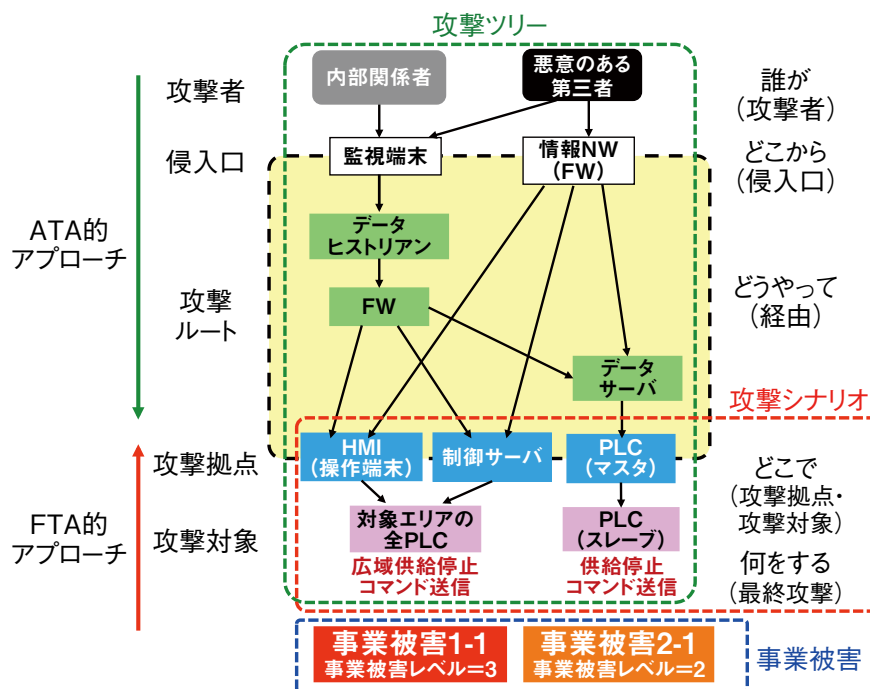 攻撃ツリー
攻撃者
内部関係者
悪意のある
第三者
誰が
（攻撃者）
侵入口
監視端末
情報NW
（FW）
どこから
（侵入口）
ATA的
アプローチ
データ
ヒストリアン
攻撃
ルート
FW
どうやって
（経由）
データ
サーバ
攻撃シナリオ
攻撃拠点
HMI
（操作端末）
制御サーバ
PLC
（マスタ）
どこで
（攻撃拠点・
攻撃対象）
FTA的
アプローチ
攻撃対象
対象エリアの
全PLC
PLC
（スレーブ）
広域供給停止
コマンド送信
供給停止
コマンド送信
何をする
（最終攻撃）
事業被害1-1
事業被害レベル=3
事業被害2-1
事業被害レベル=2
事業被害